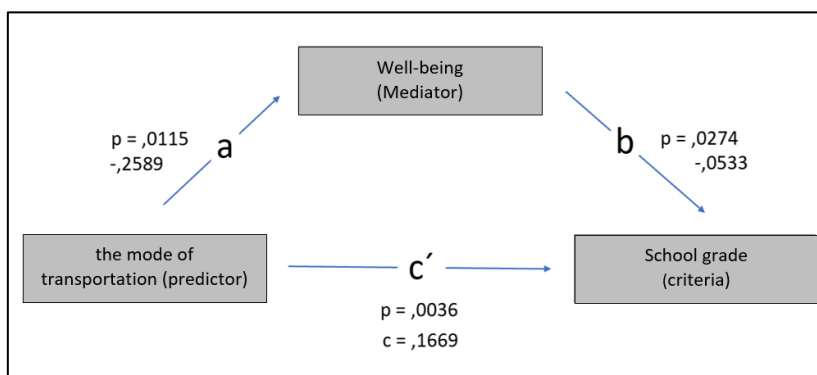 Well-being
(Mediator)
p = ,0115
-,2589
a
b
p = ,0274
-,0533
the mode of
transportation (predictor)
c´
School grade
(criteria)
p = ,0036
c = ,1669